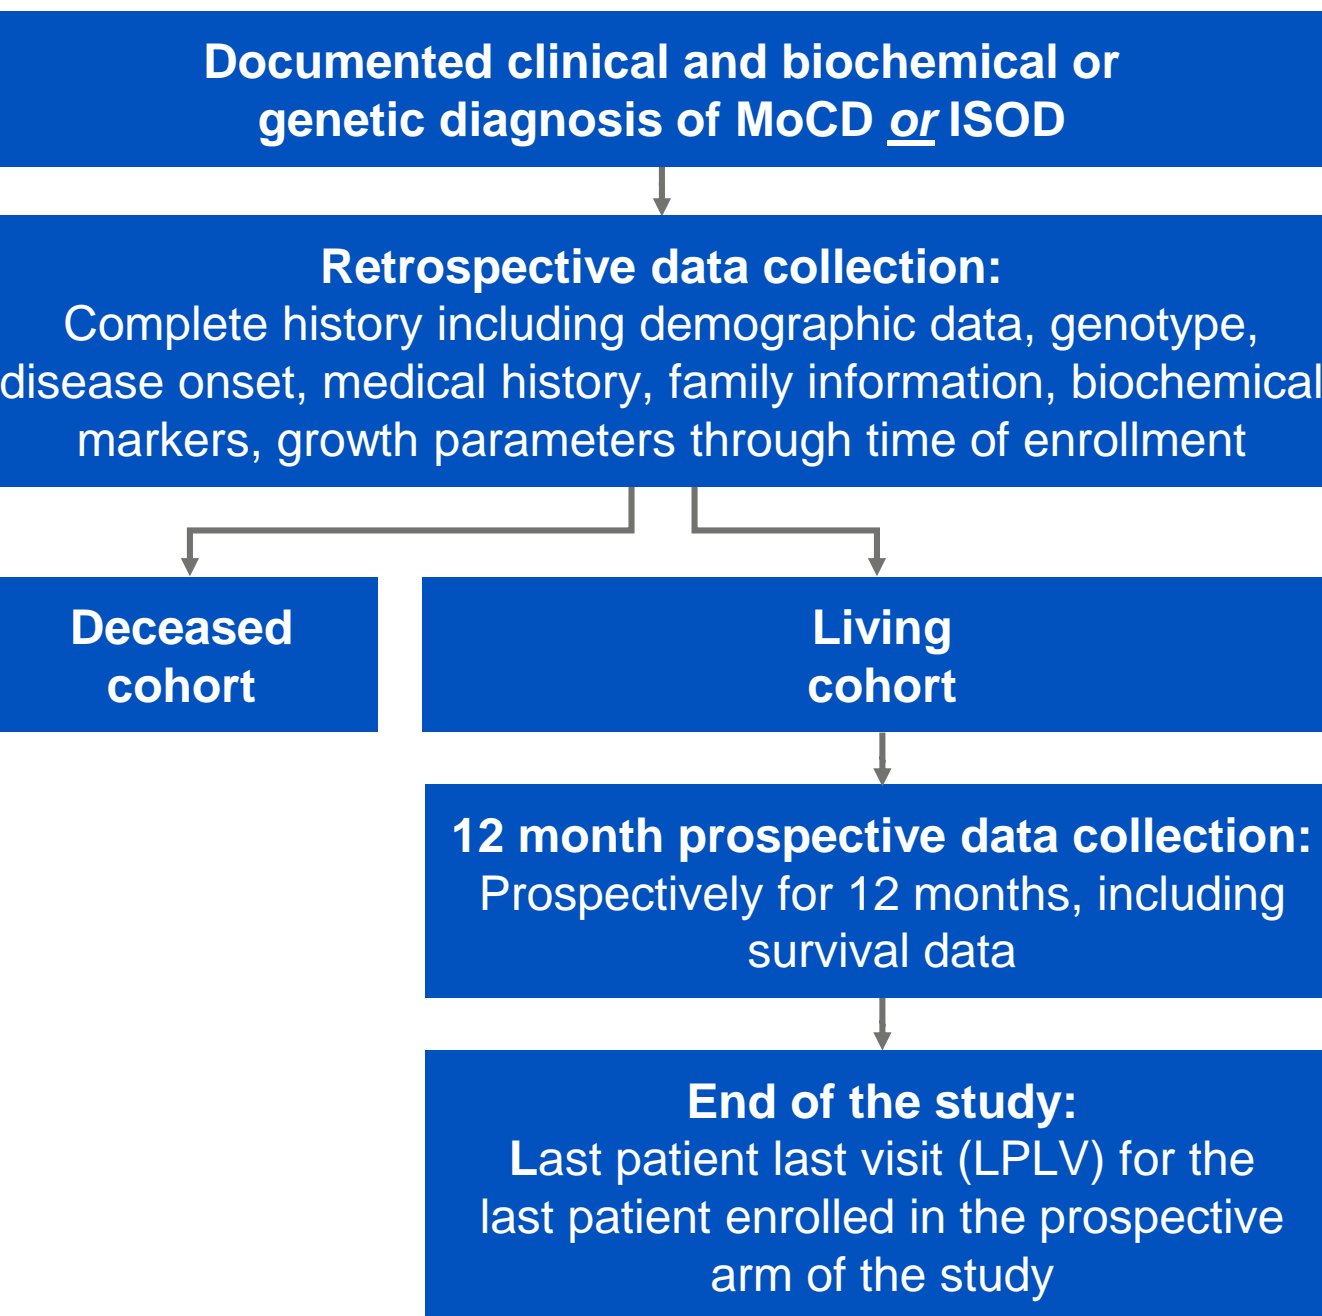 Documented clinical and biochemical or
genetic diagnosis of MoCD or ISOD
Retrospective data collection:
Complete history including demographic data, genotype,
disease onset, medical history, family information, biochemical
markers, growth parameters through time of enrollment
Deceased
cohort
Living
cohort
12 month prospective data collection:
Prospectively for 12 months, including
survival data
End of the study:
Last patient last visit (LPLV) for the
last patient enrolled in the prospective
arm of the study